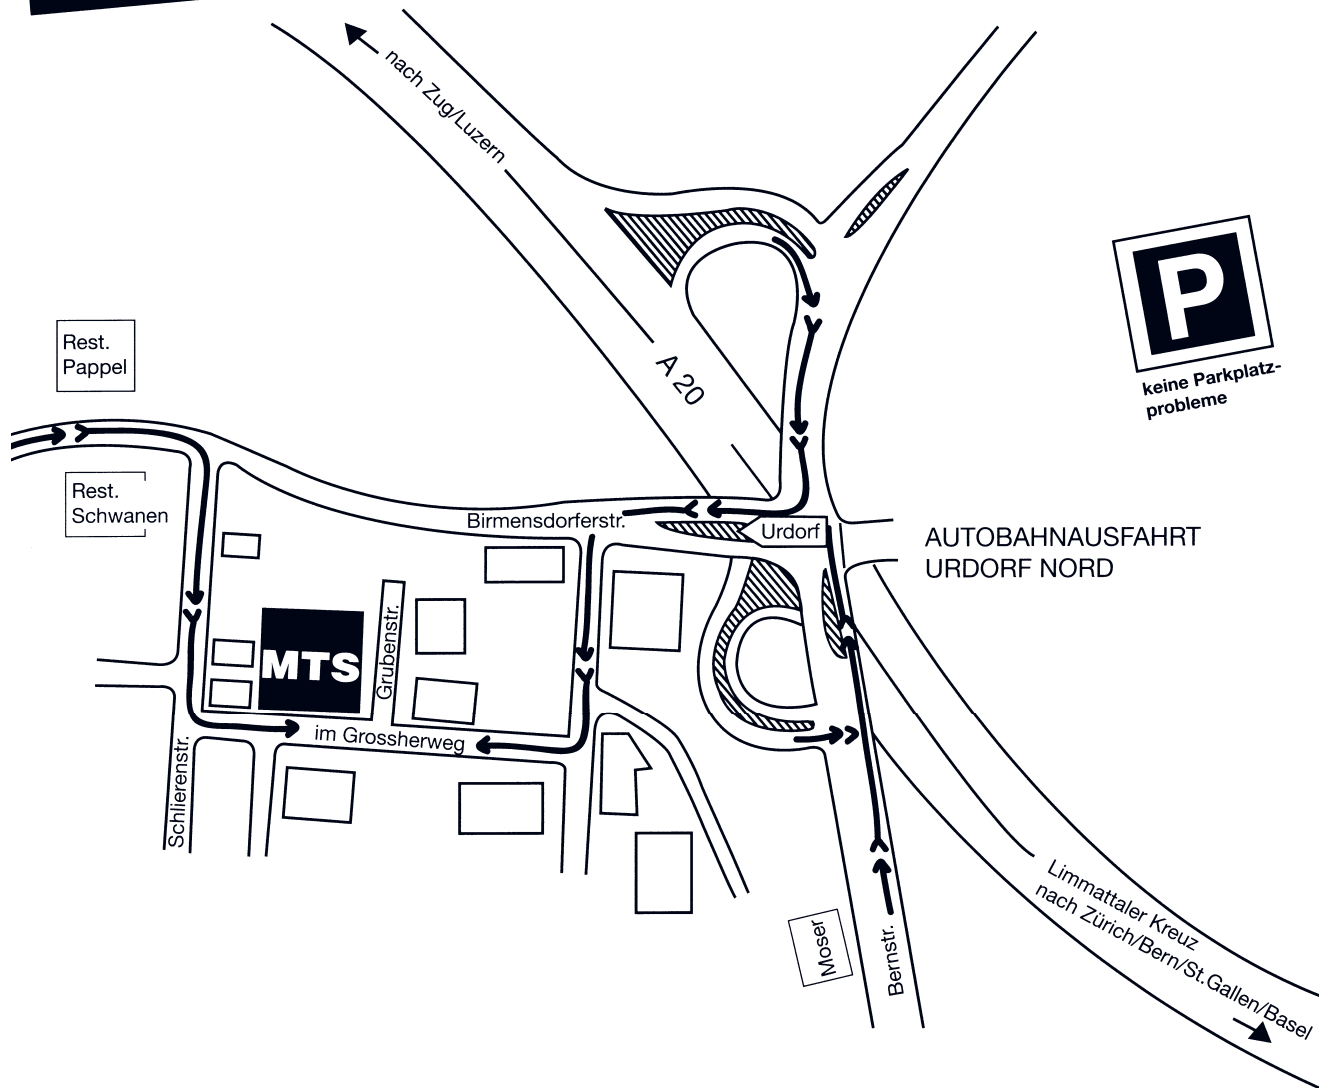 nach Zug/Luzern
A 20
P
keine Parkplatz-
probleme
Rest.
Pappel
Rest.
Schwanen
Birmensdorferstr.
Urdorf
AUTOBAHNAUSFAHRT
URDORF NORD
MTS
Grubenstr.
im Grossherweg
Schlierenstr.
Moser
Bernstr.
Limmattaler Kreuz
nach Zürich/Bern/St.Gallen/Basel